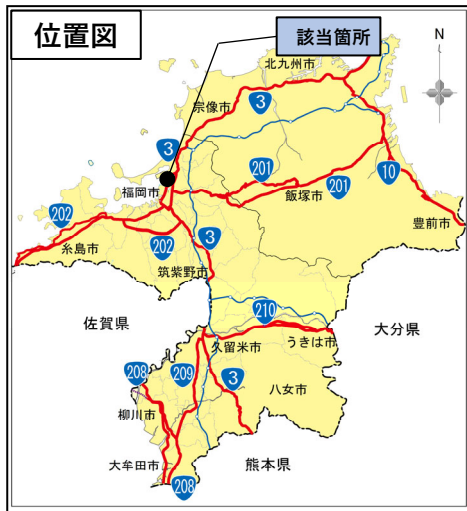 位置図
該当箇所
N
北九州市
宗像市
3
3
201
福岡市
飯塚市
201
10
202
豊前市
糸島市
202
3
筑紫野市
210
佐賀県
大分県
久留米市
うきは市
208
209
3
八女市
柳川市
大牟田市
熊本県
208